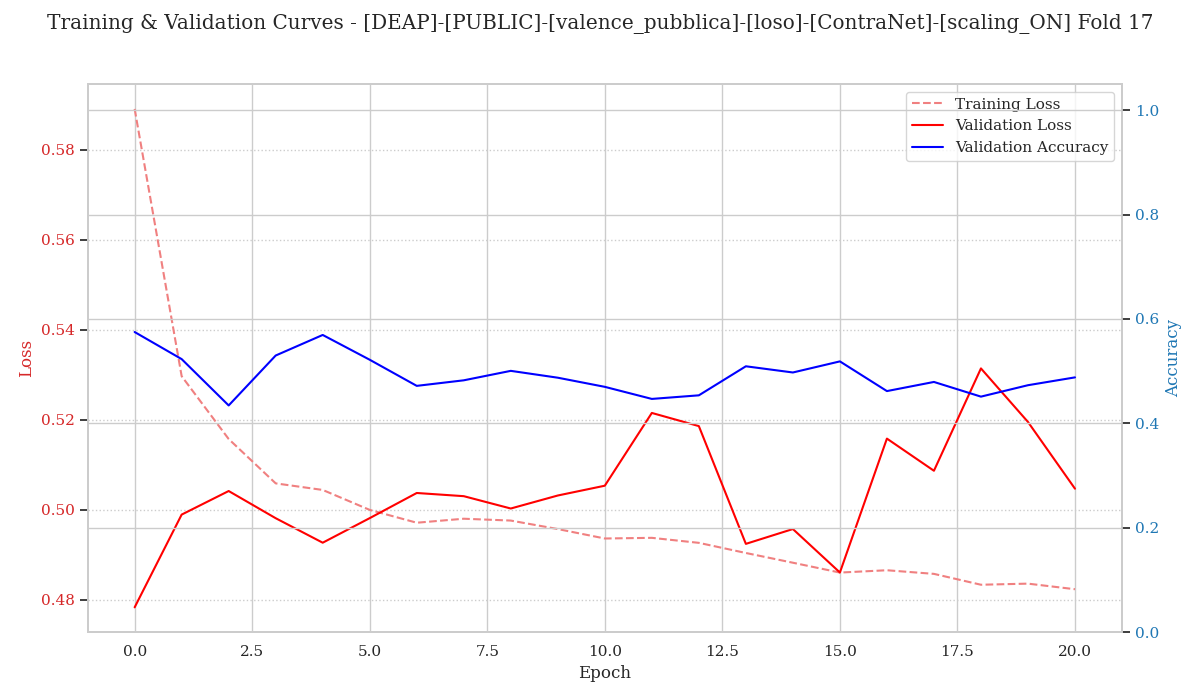 Training & Validation Curves - [DEAP]-[PUBLIC]-[valence_pubblica]-[loso]-[ContraNet]-[scaling_ON] Fold 17
Training Loss
Validation Loss
Validation Accuracy
Loss
0.58
0.56
0.54
0.52
0.50
0.48
1.0
0.8
0.6
0.4
0.2
0.0
Accuracy
0.0 2.5 5.0 7.5 10.0 12.5 15.0 17.5 20.0
Epoch